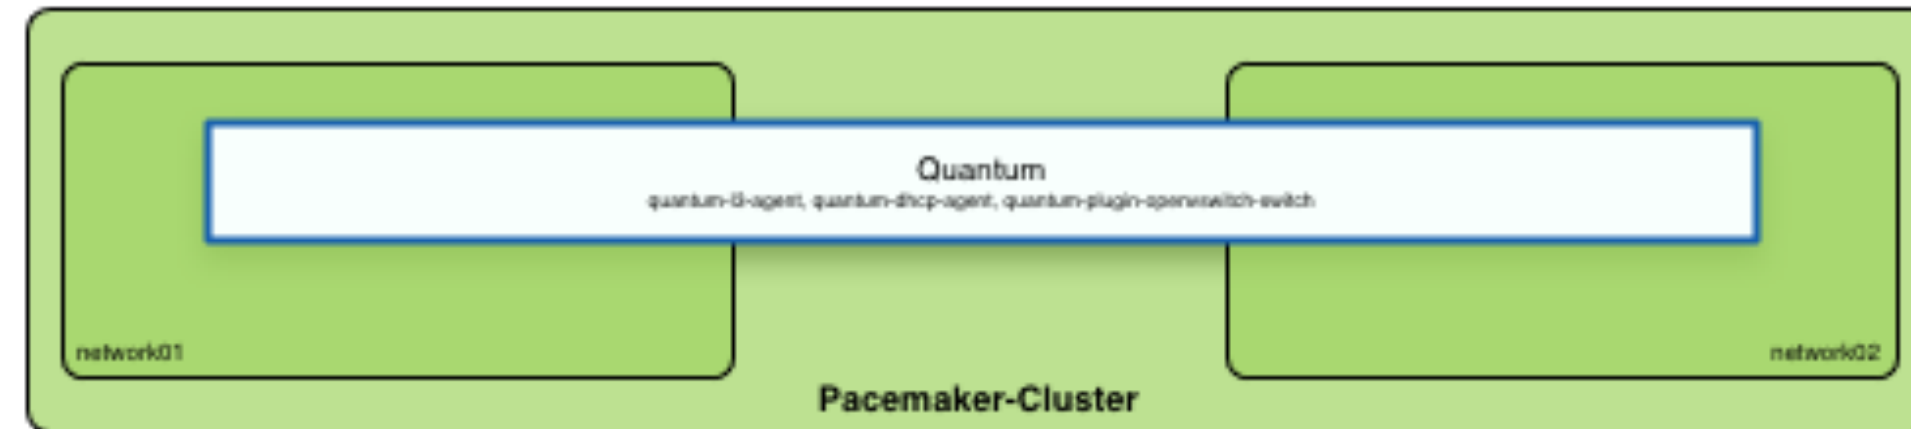 Quantum
quantum-l3-agent, quantum-dhcp-agent, quantum-plugin-openvswitch-switch
network01
network02
Pacemaker-Cluster